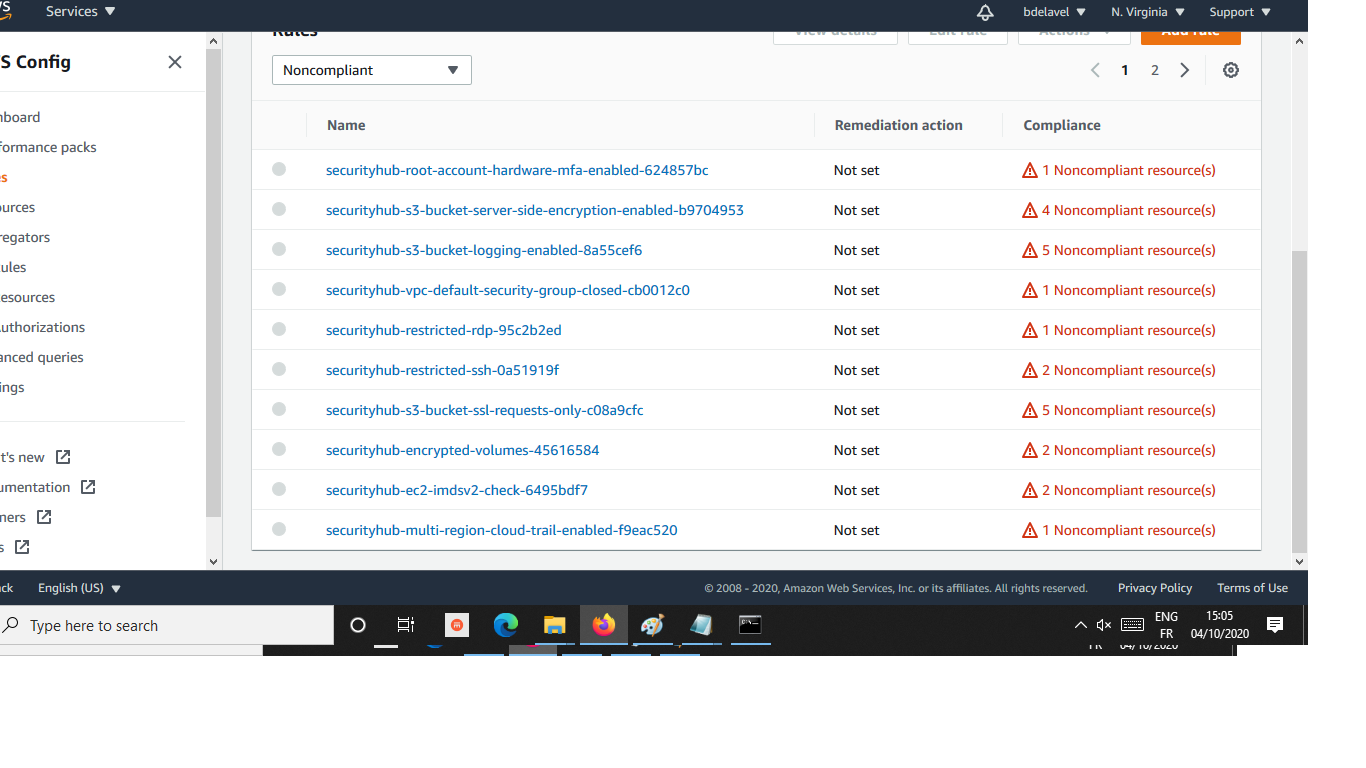 Services
bdelavel
N. Virginia
Support
Rules
View details
Edit rule
Actions
Add rule
S Config
Noncompliant
1
2
board
formance packs
s
urces
regators
ules
esources
uthorizations
anced queries
ings
t's new
umentation
ners
s
Name
Remediation action
Compliance
securityhub-root-account-hardware-mfa-enabled-624857bc
Not set
1 Noncompliant resource(s)
securityhub-s3-bucket-server-side-encryption-enabled-b9704953
Not set
4 Noncompliant resource(s)
securityhub-s3-bucket-logging-enabled-8a55cef6
Not set
5 Noncompliant resource(s)
securityhub-vpc-default-security-group-closed-cb0012c0
Not set
1 Noncompliant resource(s)
securityhub-restricted-rdp-95c2b2ed
Not set
1 Noncompliant resource(s)
securityhub-restricted-ssh-0a51919f
Not set
2 Noncompliant resource(s)
securityhub-s3-bucket-ssl-requests-only-c08a9cfc
Not set
5 Noncompliant resource(s)
securityhub-encrypted-volumes-45616584
Not set
2 Noncompliant resource(s)
securityhub-ec2-imdsv2-check-6495bdf7
Not set
2 Noncompliant resource(s)
securityhub-multi-region-cloud-trail-enabled-f9eac520
Not set
1 Noncompliant resource(s)
ck
English (US)
© 2008 - 2020, Amazon Web Services, Inc. or its affiliates. All rights reserved.
Privacy Policy
Terms of Use
Type here to search
ENG
FR
15:05
04/10/2020
FR
04/10/2020